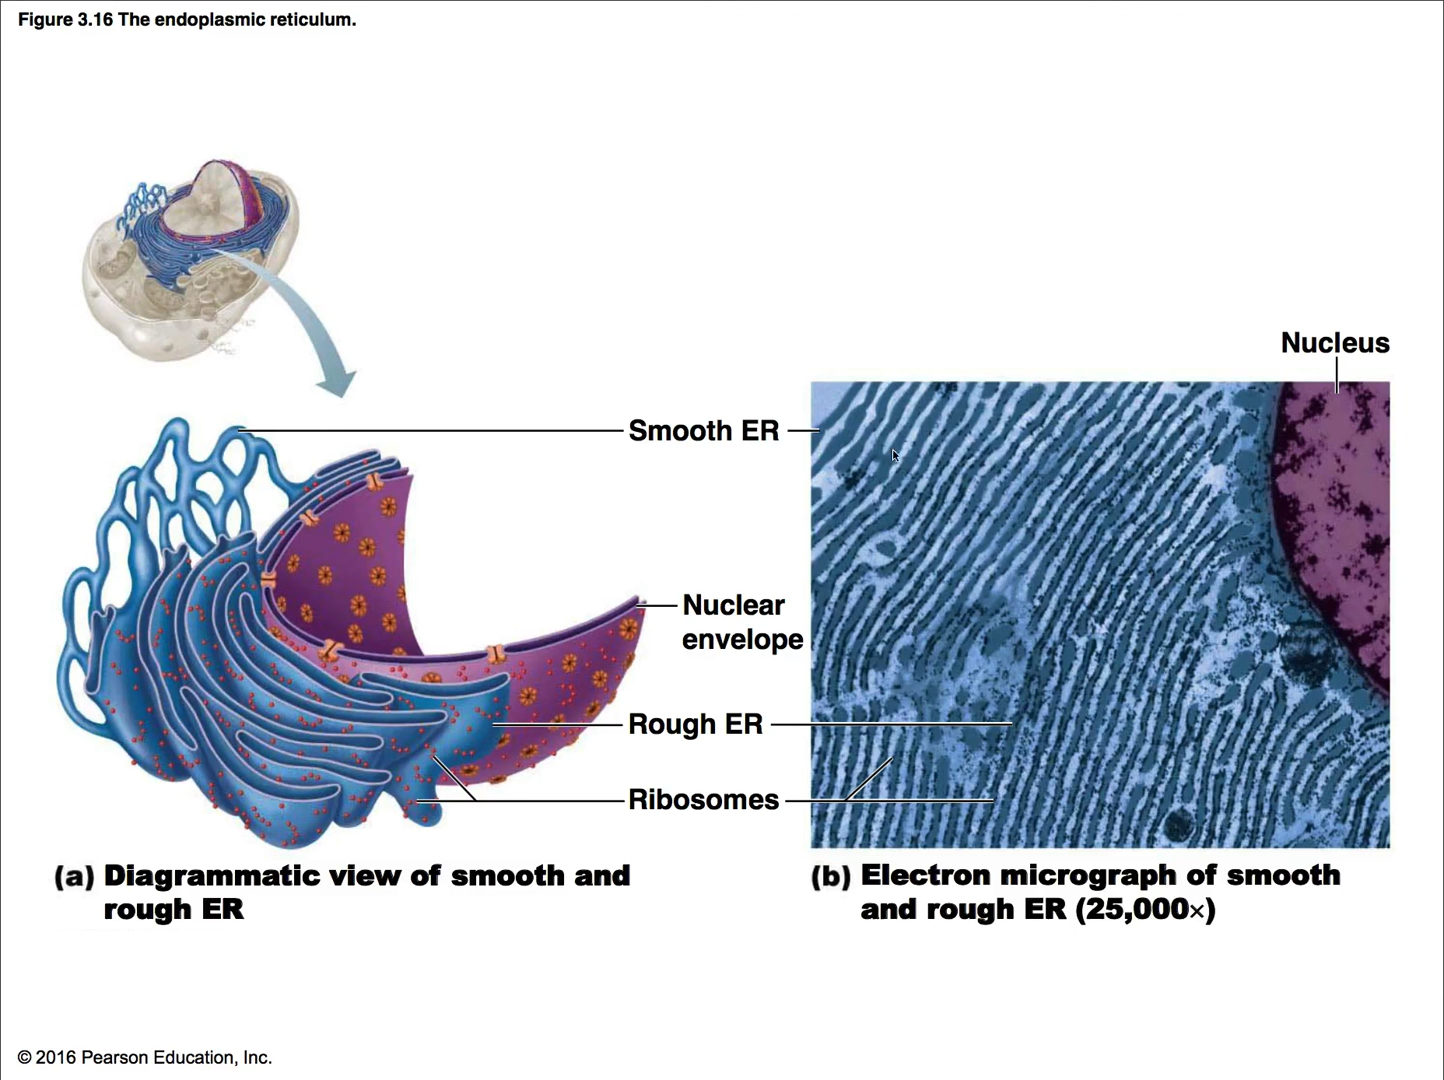 Figure 3.16 The endoplasmic reticulum.
Nucleus
Smooth ER
Nuclear
envelope
Rough ER
Ribosomes
(a) Diagrammatic view of smooth and
rough ER
(b) Electron micrograph of smooth
and rough ER (25,000×)
© 2016 Pearson Education, Inc.